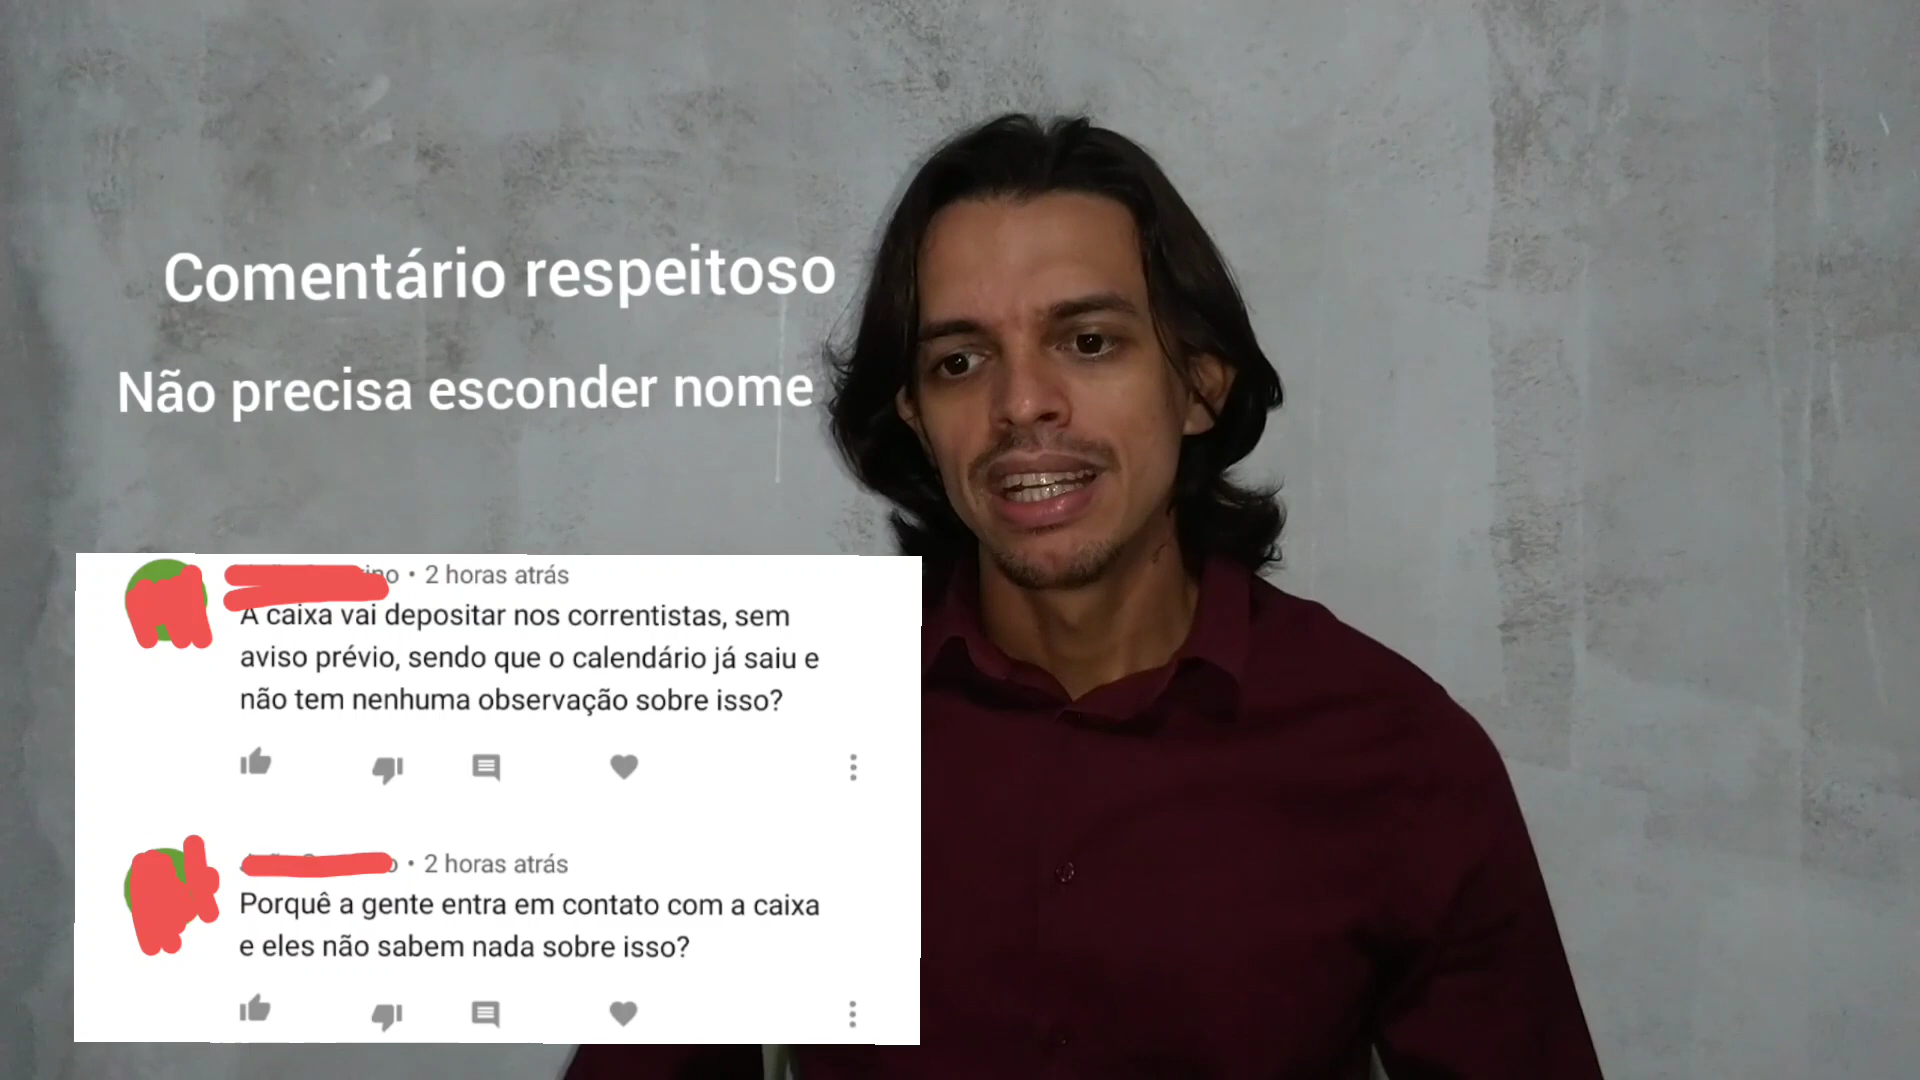 Comentário respeitoso
Não precisa esconder nome
• 2 horas atrás
A caixa vai depositar nos correntistas, sem
aviso prévio, sendo que o calendário já saiu e
não tem nenhuma observação sobre isso?
• 2 horas atrás
Porquê a gente entra em contato com a caixa
e eles não sabem nada sobre isso?